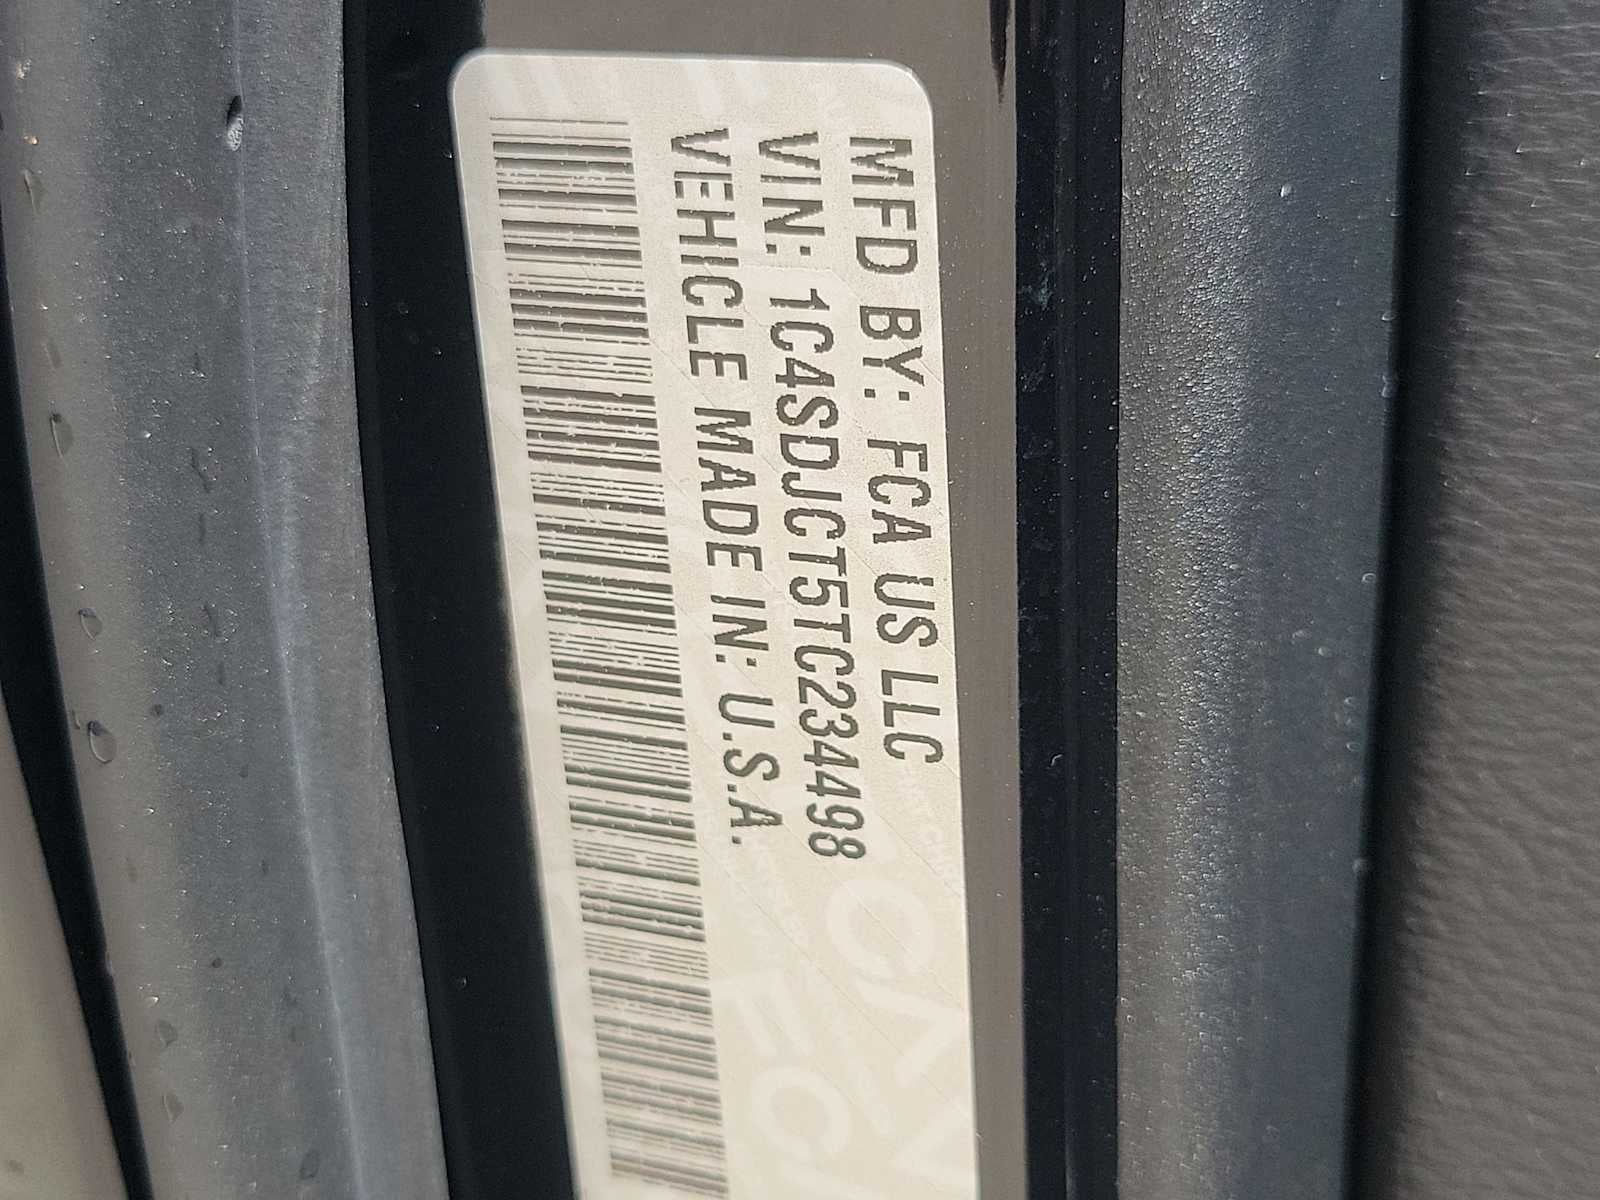 MFD BY: FCA US LLC
VIN: 1C4SDJCT5TC234498
VEHICLE MADE IN: U.S.A.